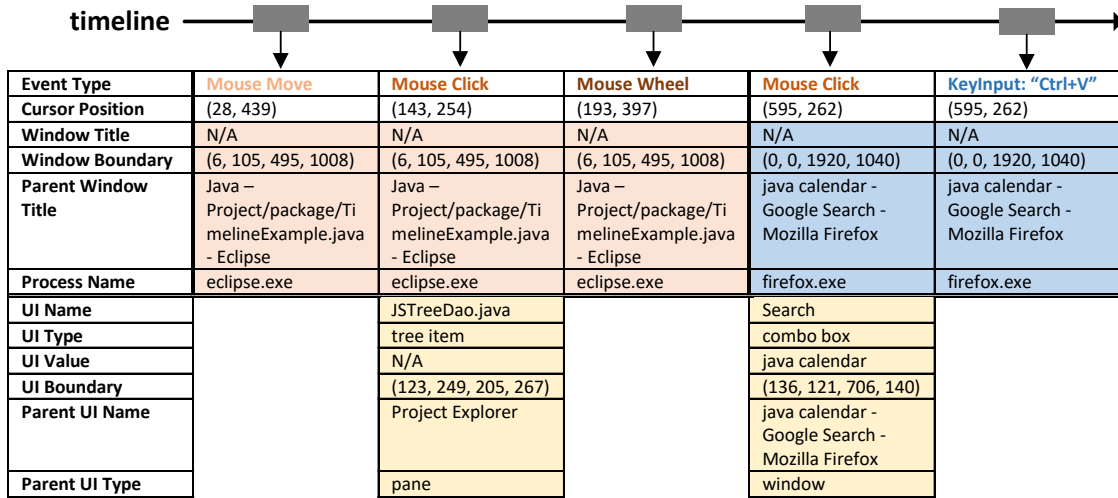 timeline
Event Type Mouse Move Mouse Click Mouse Wheel Mouse Click KeyInput: “Ctrl+V”
Cursor Position (28, 439) (143, 254) (193, 397) (595, 262) (595, 262)
Window Title N/A N/A N/A N/A N/A
Window Boundary (6, 105, 495, 1008) (6, 105, 495, 1008) (6, 105, 495, 1008) (0, 0, 1920, 1040) (0, 0, 1920, 1040)
Parent Window Java – Java – Java – java calendar - java calendar -
Title Project/package/Ti Project/package/Ti Project/package/Ti Google Search - Google Search -
melineExample.java melineExample.java melineExample.java Mozilla Firefox Mozilla Firefox
- Eclipse - Eclipse - Eclipse
Process Name eclipse.exe eclipse.exe eclipse.exe firefox.exe firefox.exe
UI Name JSTreeDao.java Search
UI Type tree item combo box
UI Value N/A java calendar
UI Boundary (123, 249, 205, 267) (136, 121, 706, 140)
Parent UI Name Project Explorer java calendar -
Google Search -
Mozilla Firefox
Parent UI Type pane window